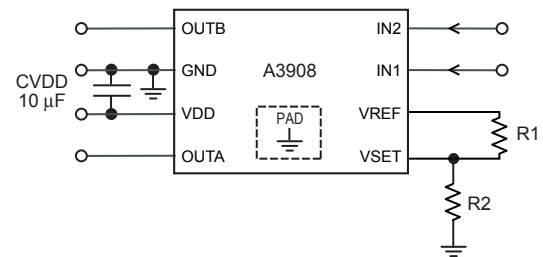 OUTB
IN2
GND
A3908
IN1
CVDD
10 μF
VDD
PAD
VREF
R1
OUTA
VSET
R2